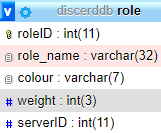 v discerddb role
roleID : int(11)
role_name : varchar(32)
colour : varchar(7)
# weight : int(3)
# serverID : int(11)